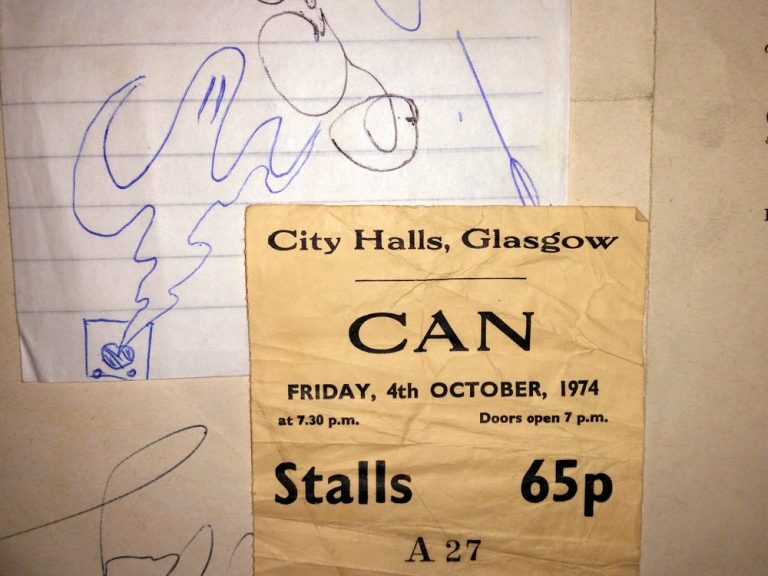 City Halls, Glasgow
CAN
FRIDAY, 4th OCTOBER, 1974
at 7.30 p.m. Doors open 7 p.m.
Stalls 65p
A 27